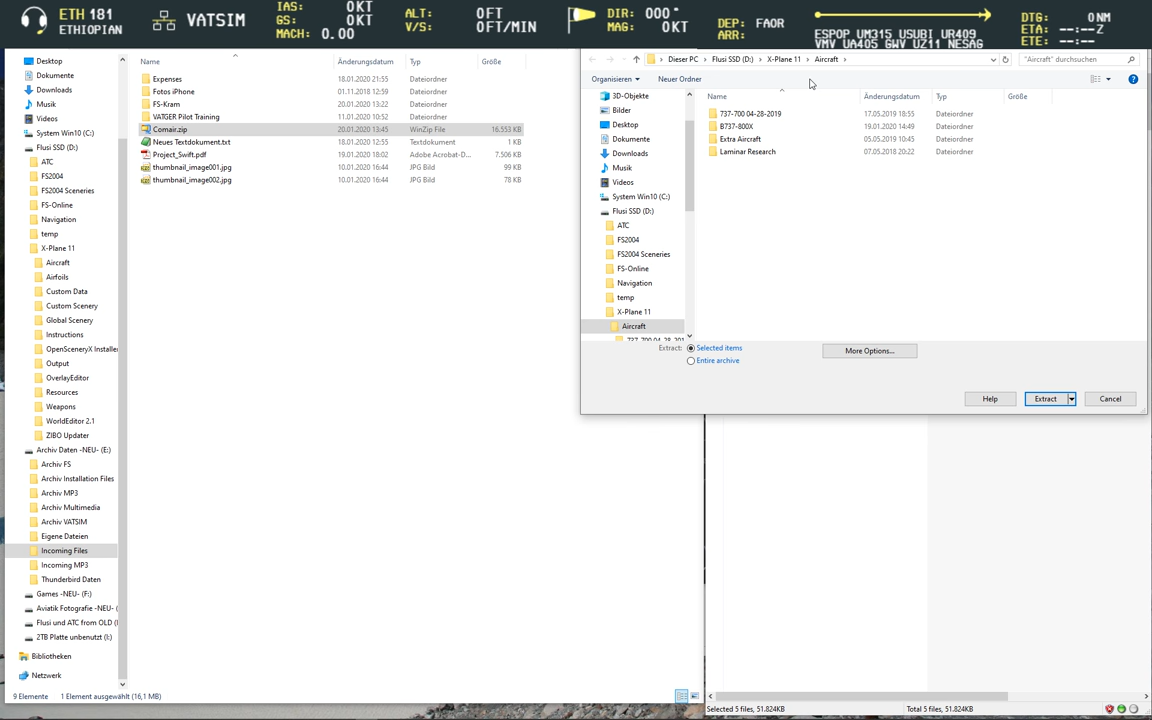 ETH 181
ETHIOPIAN
VATSIM
IAS: 0KT
GS: 0KT
MACH: 0.00
ALT: 0FT
V/S: 0FT/MIN
DIR: 000°
MAG: 0KT
DEP: FAOR
ARR:
ESPOP UM315 USUBI UR409
VMV UA405 GWV UZ11 NESAG
DTG: 0NM
ETA: --:--Z
ETE: --:--
Desktop
Dokumente
Downloads
Musik
Videos
System Win10 (C:)
Flusi SSD (D:)
ATC
FS2004
FS2004 Sceneries
FS-Online
Navigation
temp
X-Plane 11
Aircraft
Airfoils
Custom Data
Custom Scenery
Global Scenery
Instructions
OpenSceneryX Installer
Output
OverlayEditor
Resources
Weapons
WorldEditor 2.1
ZIBO Updater
Archiv Daten -NEU- (E:)
Archiv FS
Archiv Installation Files
Archiv MP3
Archiv Multimedia
Archiv VATSIM
Eigene Dateien
Incoming Files
Incoming MP3
Thunderbird Daten
Games -NEU- (F:)
Aviatik Fotografie -NEU- (
Flusi und ATC from OLD (
2TB Platte unbenutzt (I:)
Bibliotheken
Netzwerk
Name Änderungsdatum Typ Größe
Expenses 18.01.2020 21:55 Dateiordner
Fotos iPhone 01.11.2018 12:59 Dateiordner
FS-Kram 20.01.2020 13:22 Dateiordner
VATGER Pilot Training 11.01.2020 10:52 Dateiordner
Comair.zip 20.01.2020 13:45 WinZip File 16.553 KB
Neues Textdokument.txt 18.01.2020 12:55 Textdokument 1 KB
Project_Swift.pdf 19.01.2020 18:02 Adobe Acrobat-D... 7.506 KB
thumbnail_image001.jpg 10.01.2020 16:44 JPG Bild 99 KB
thumbnail_image002.jpg 10.01.2020 16:44 JPG Bild 78 KB
9 Elemente 1 Element ausgewählt (16,1 MB)
Dieser PC > Flusi SSD (D:) > X-Plane 11 > Aircraft >
"Aircraft" durchsuchen
Organisieren Neuer Ordner
3D-Objekte
Bilder
Desktop
Dokumente
Downloads
Musik
Videos
System Win10 (C:)
Flusi SSD (D:)
ATC
FS2004
FS2004 Sceneries
FS-Online
Navigation
temp
X-Plane 11
Aircraft
737-700 04-28-201
Name Änderungsdatum Typ Größe
737-700 04-28-2019 17.05.2019 18:55 Dateiordner
B737-800X 19.01.2020 14:49 Dateiordner
Extra Aircraft 05.05.2019 10:45 Dateiordner
Laminar Research 07.05.2018 20:22 Dateiordner
Extract: Selected items
Entire archive
More Options...
Help Extract Cancel
Selected 5 files, 51.824KB Total 5 files, 51.824KB